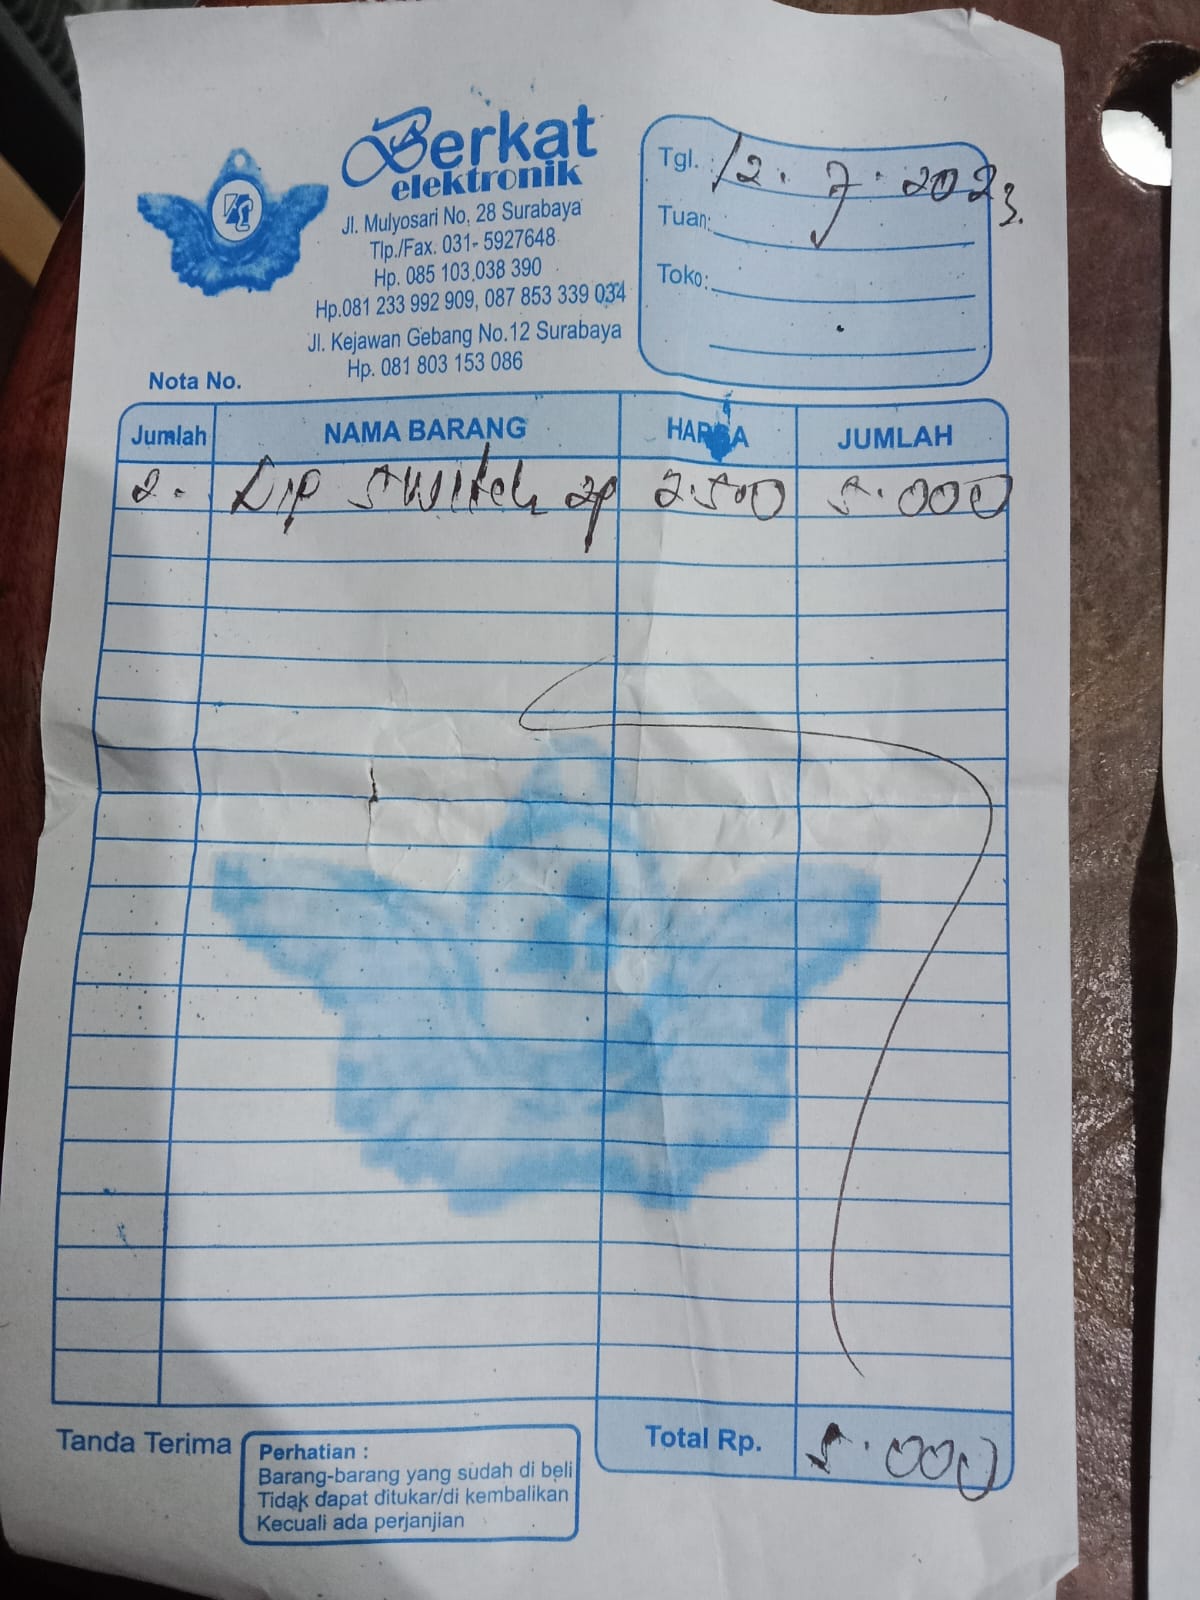 Berkat
elektronik
Jl. Mulyosari No. 28 Surabaya
Tlp./Fax. 031- 5927648
Hp. 085 103 038 390
Hp.081 233 992 909, 087 853 339 034
Jl. Kejawan Gebang No.12 Surabaya
Hp. 081 803 153 086
Tgl. : 12 . 7 . 2023.
Tuan:
Toko:
Nota No.
Jumlah NAMA BARANG HARGA JUMLAH
2. Dip switch 2p 2.500 5.000
Total Rp. 5.000
Tanda Terima
Perhatian :
Barang-barang yang sudah di beli
Tidak dapat ditukar/di kembalikan
Kecuali ada perjanjian